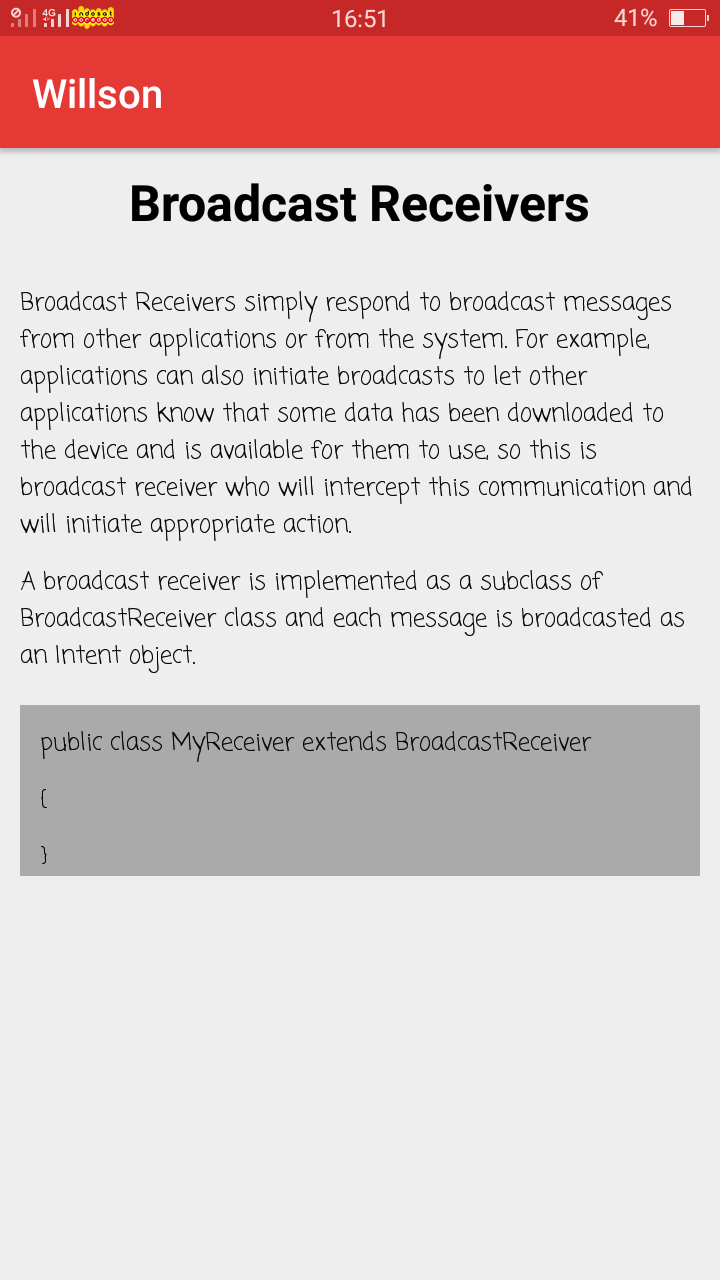 4G indosat ooredoo 16:51 41%
Willson
Broadcast Receivers
Broadcast Receivers simply respond to broadcast messages
from other applications or from the system. For example,
applications can also initiate broadcasts to let other
applications know that some data has been downloaded to
the device and is available for them to use, so this is
broadcast receiver who will intercept this communication and
will initiate appropriate action.
A broadcast receiver is implemented as a subclass of
BroadcastReceiver class and each message is broadcasted as
an Intent object.
public class MyReceiver extends BroadcastReceiver
{
}